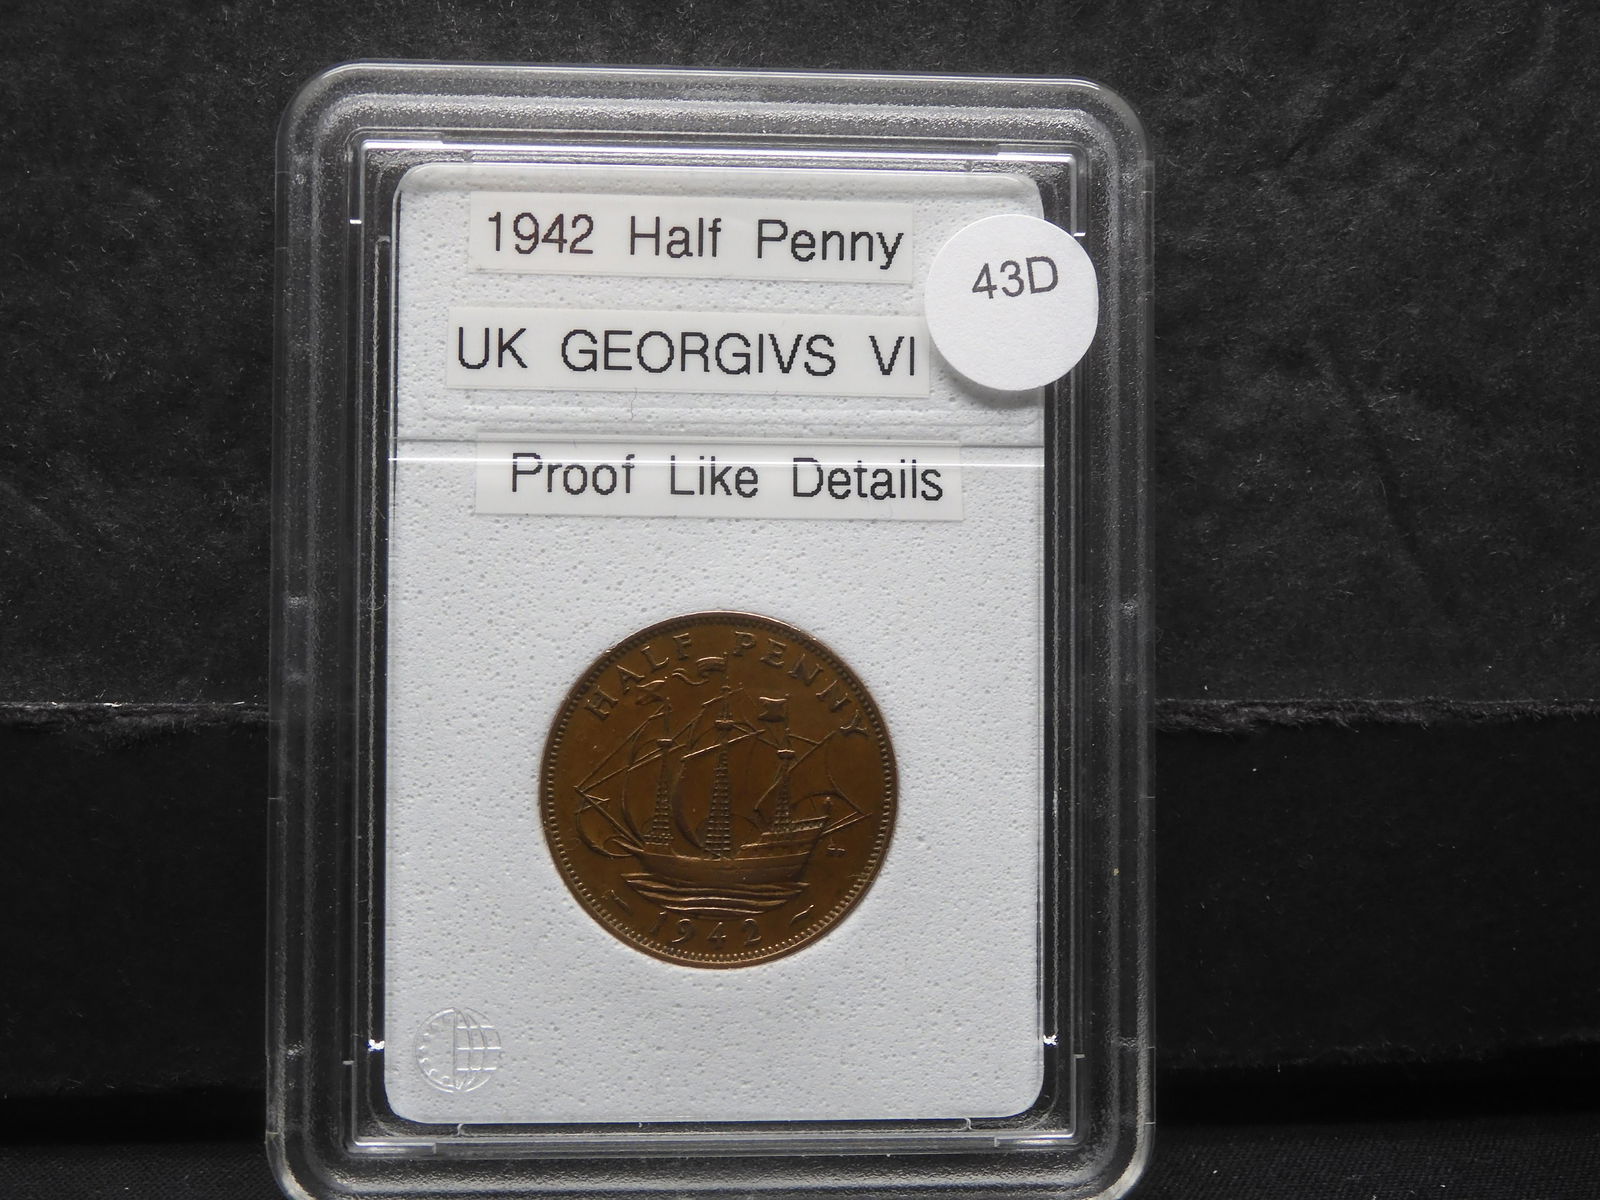 1942 Half Penny
43D
UK GEORGIVS VI
Proof Like Details
HALF PENNY
1942